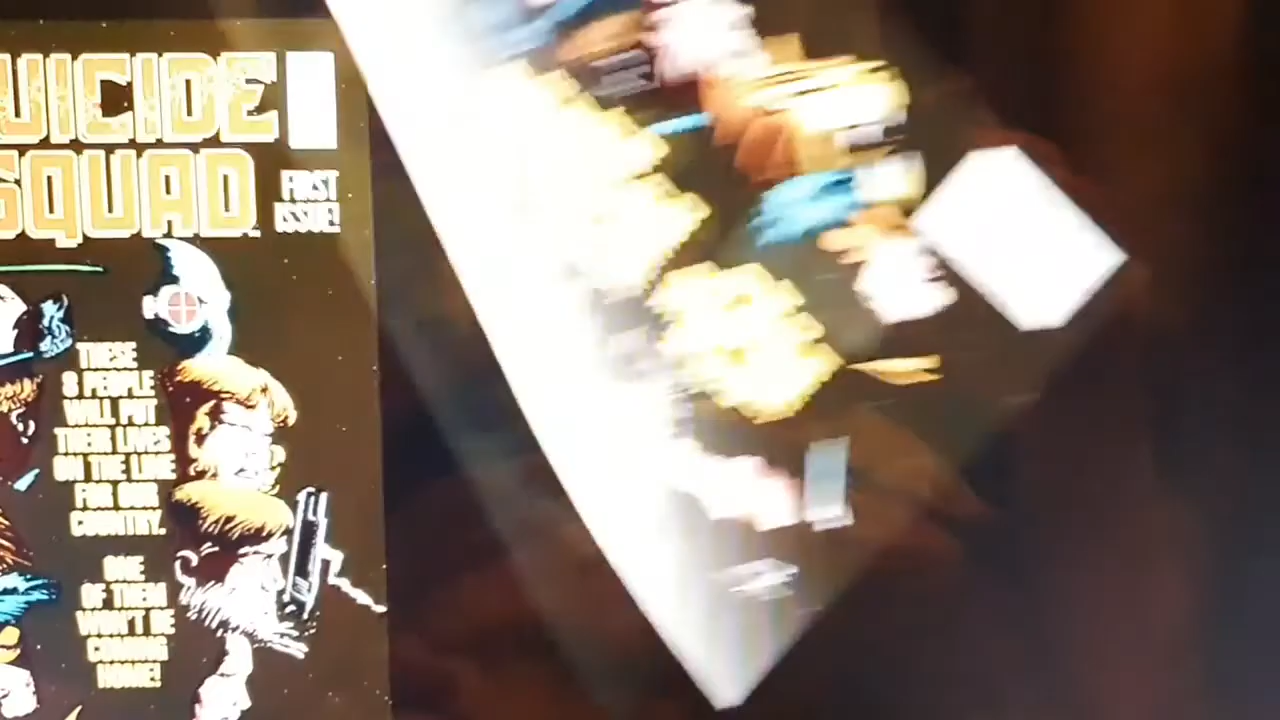 UICIDE
SQUAD
FIRST
ISSUE!
THESE
8 PEOPLE
WILL PUT
THEIR LIVES
ON THE LINE
FOR OUR
COUNTRY.
ONE
OF THEM
WON'T BE
COMING
HOME!